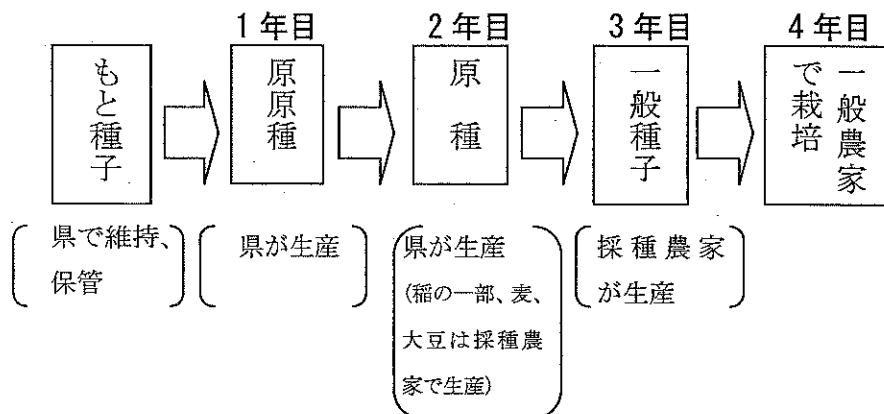 1年目
2年目
3年目
4年目
もと種子
原原種
原種
一般種子
一般農家
で栽培
県で維持、
保管
県が生産
県が生産
(稲の一部、麦、
大豆は採種農
家で生産)
採種農家
が生産